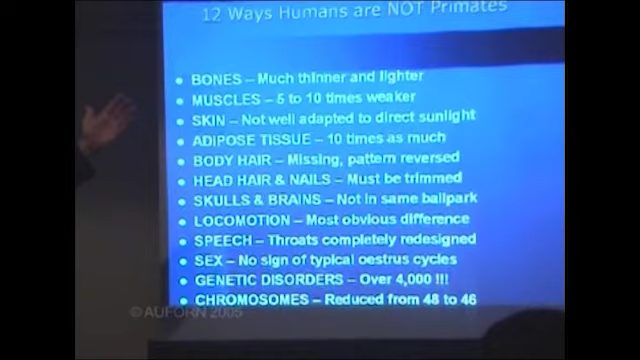 12 Ways Humans are NOT Primates
• BONES – Much thinner and lighter
• MUSCLES – 5 to 10 times weaker
• SKIN – Not well adapted to direct sunlight
• ADIPOSE TISSUE – 10 times as much
• BODY HAIR – Missing, pattern reversed
• HEAD HAIR & NAILS – Must be trimmed
• SKULLS & BRAINS – Not in same ballpark
• LOCOMOTION – Most obvious difference
• SPEECH – Throats completely redesigned
• SEX – No sign of typical oestrus cycles
• GENETIC DISORDERS – Over 4,000 !!!
• CHROMOSOMES – Reduced from 48 to 46
©AUFORN 2005